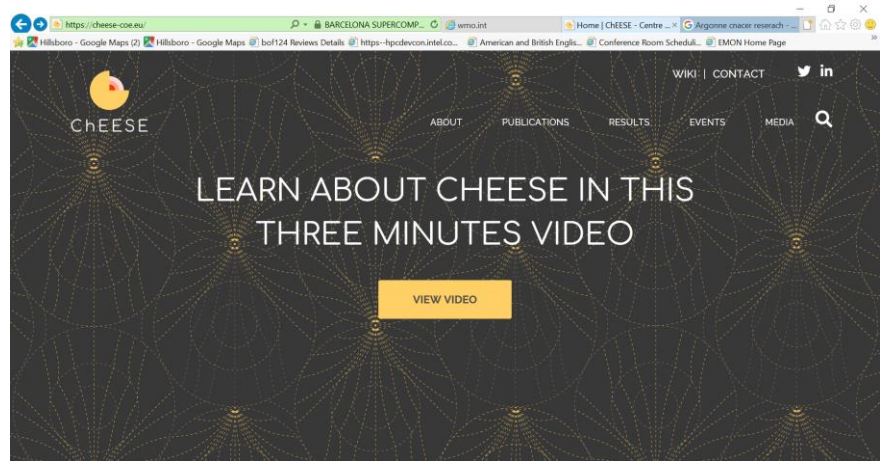 https://cheese-coe.eu/
BARCELONA SUPERCOMP...
wmo.int
Home | ChEESE - Centre ...
Argonne cnacer reserach - ...
Hillsboro - Google Maps (2)
Hillsboro - Google Maps
bof124 Reviews Details
https--hpcdevcon.intel.co...
American and British Englis...
Conference Room Scheduli...
EMON Home Page
WIKI | CONTACT
ChEESE
ABOUT
PUBLICATIONS
RESULTS
EVENTS
MEDIA
LEARN ABOUT CHEESE IN THIS
THREE MINUTES VIDEO
VIEW VIDEO